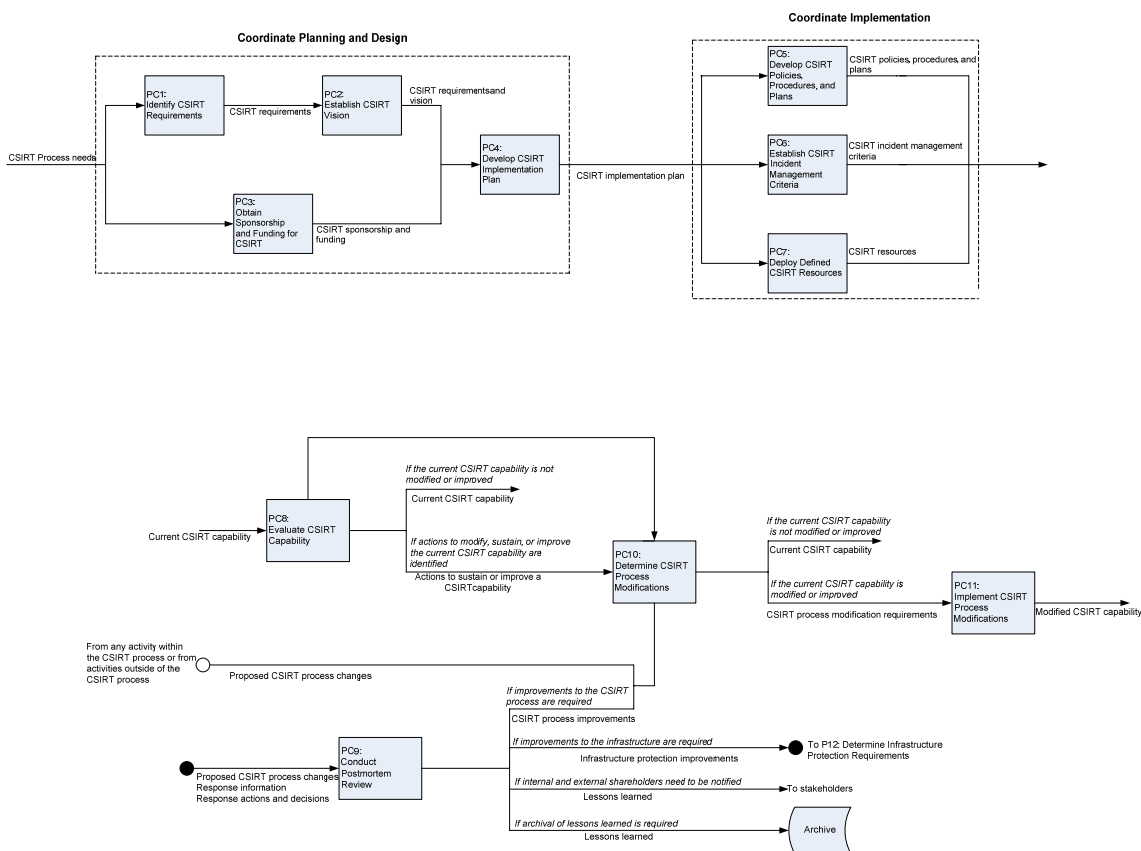 Coordinate Planning and Design
Coordinate Implementation
CSIRT Process needs
PC1:
Identify CSIRT
Requirements
CSIRT requirements
PC2:
Establish CSIRT
Vision
CSIRT requirementsand
vision
PC3:
Obtain
Sponsorship
and Funding for
CSIRT
CSIRT sponsorship and
funding
PC4:
Develop CSIRT
Implementation
Plan
CSIRT implementation plan
PC5:
Develop CSIRT
Policies,
Procedures, and
Plans
CSIRT policies, procedures, and
plans
PC6:
Establish CSIRT
Incident
Management
Criteria
CSIRT incident management
criteria
PC7:
Deploy Defined
CSIRT Resources
CSIRT resources
Current CSIRT capability
PC8:
Evaluate CSIRT
Capability
If the current CSIRT capability is not
modified or improved
Current CSIRT capability
If actions to modify, sustain, or improve
the current CSIRT capability are
identified
Actions to sustain or improve a
CSIRTcapability
PC10:
Determine CSIRT
Process
Modifications
If the current CSIRT capability
is not modified or improved
Current CSIRT capability
If the current CSIRT capability is
modified or improved
CSIRT process modification requirements
PC11:
Implement CSIRT
Process
Modifications
Modified CSIRT capability
From any activity within
the CSIRT process or from
activities outside of the
CSIRT process
Proposed CSIRT process changes
If improvements to the CSIRT
process are required
CSIRT process improvements
Proposed CSIRT process changes
Response information
Response actions and decisions
PC9:
Conduct
Postmortem
Review
If improvements to the infrastructure are required
Infrastructure protection improvements
To P12: Determine Infrastructure
Protection Requirements
If internal and external shareholders need to be notified
Lessons learned
To stakeholders
If archival of lessons learned is required
Lessons learned
Archive